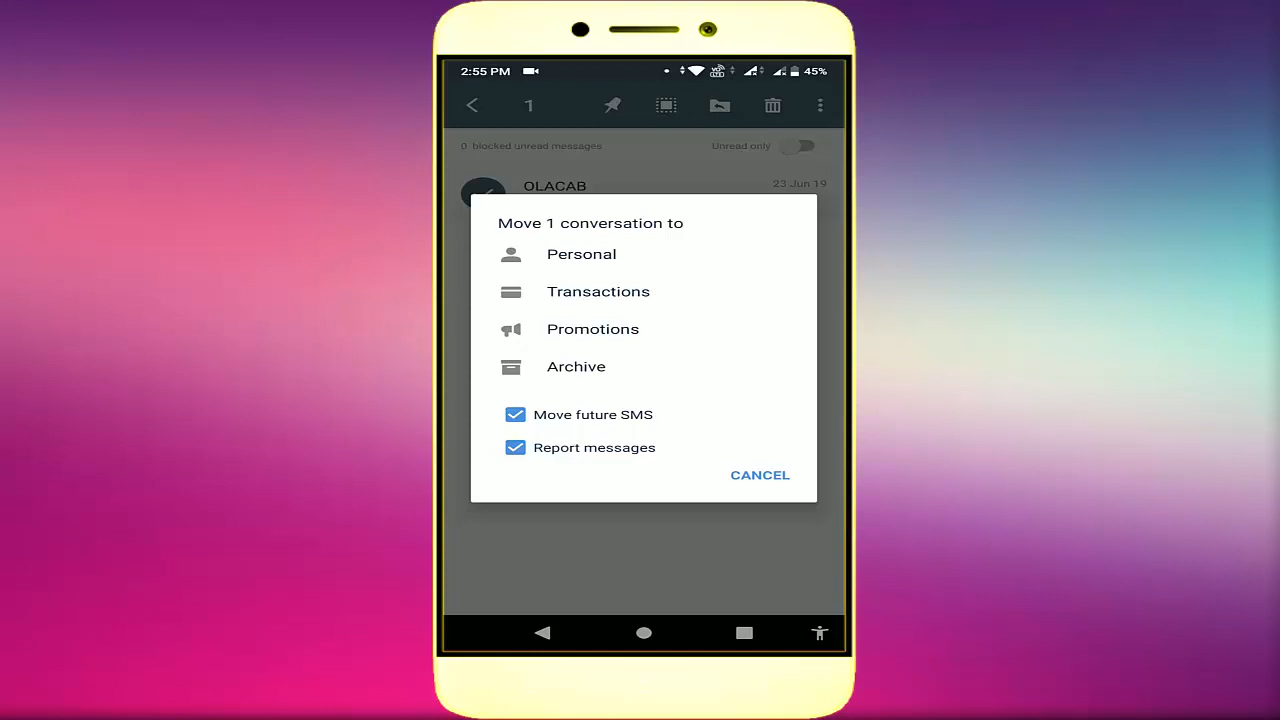 2:55 PM 45%
1
0 blocked unread messages Unread only
OLACAB 23 Jun 19
Move 1 conversation to
Personal
Transactions
Promotions
Archive
Move future SMS
Report messages
CANCEL